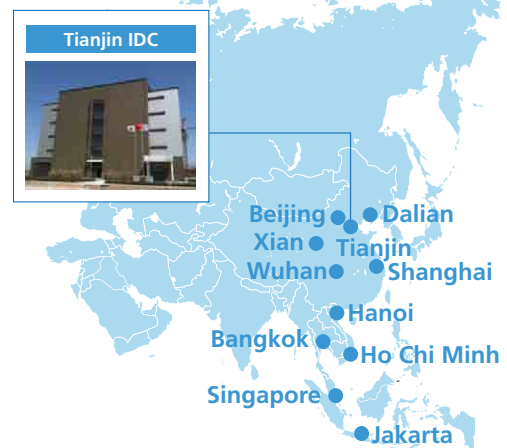 Tianjin IDC
Beijing
Dalian
Xian
Tianjin
Wuhan
Shanghai
Hanoi
Bangkok
Ho Chi Minh
Singapore
Jakarta